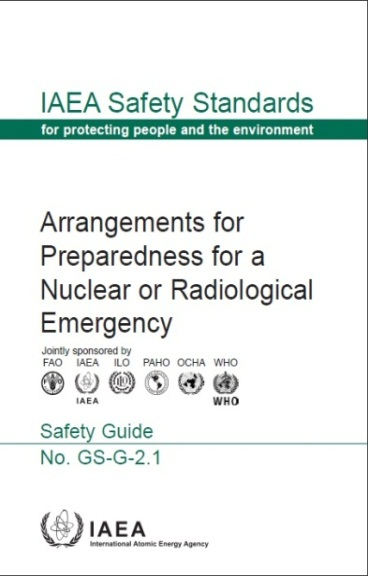 IAEA Safety Standards
for protecting people and the environment
Arrangements for
Preparedness for a
Nuclear or Radiological
Emergency
Jointly sponsored by
FAO IAEA ILO PAHO OCHA WHO
IAEA WHO
Safety Guide
No. GS-G-2.1
IAEA
International Atomic Energy Agency